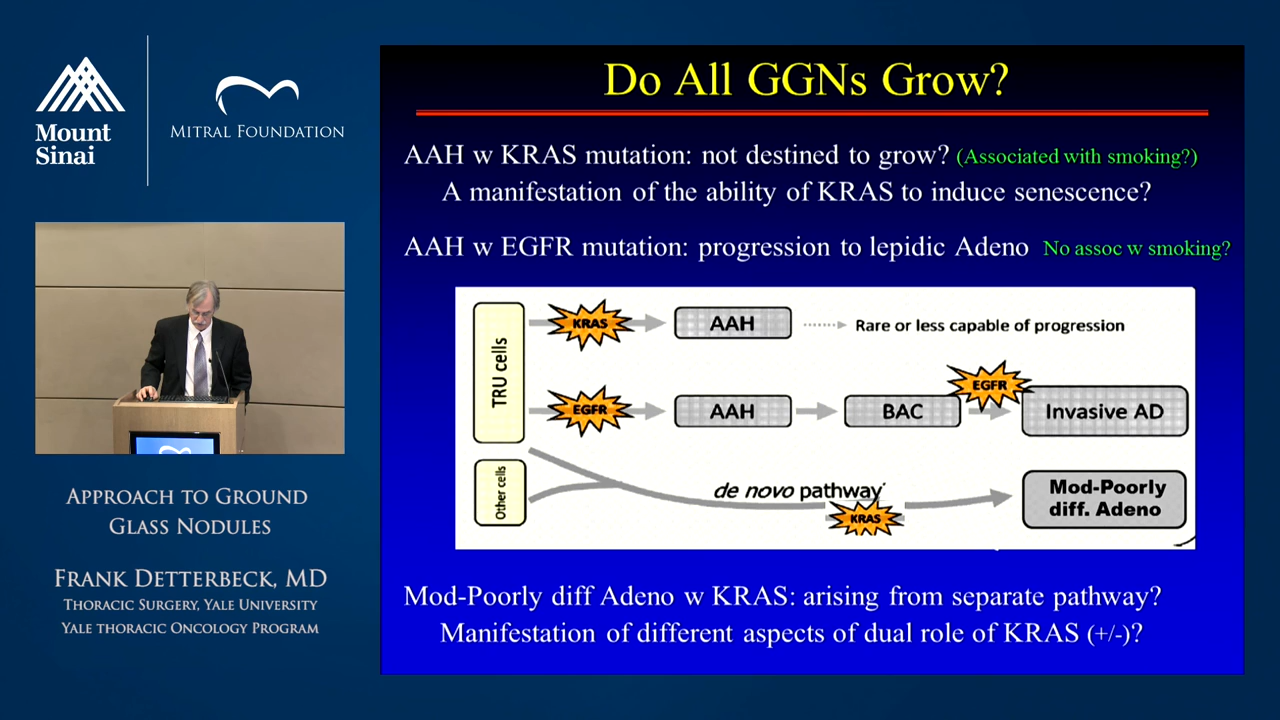 Mount
Sinai
Mitral Foundation
Approach to Ground
Glass Nodules
Frank Detterbeck, MD
Thoracic Surgery, Yale University
Yale thoracic Oncology Program
Do All GGNs Grow?
AAH w KRAS mutation: not destined to grow? (Associated with smoking?)
A manifestation of the ability of KRAS to induce senescence?
AAH w EGFR mutation: progression to lepidic Adeno No assoc w smoking?
TRU cells
KRAS
AAH
Rare or less capable of progression
EGFR
AAH
BAC
EGFR
Invasive AD
Other cells
de novo pathway
KRAS
Mod-Poorly
diff. Adeno
Mod-Poorly diff Adeno w KRAS: arising from separate pathway?
Manifestation of different aspects of dual role of KRAS (+/-)?